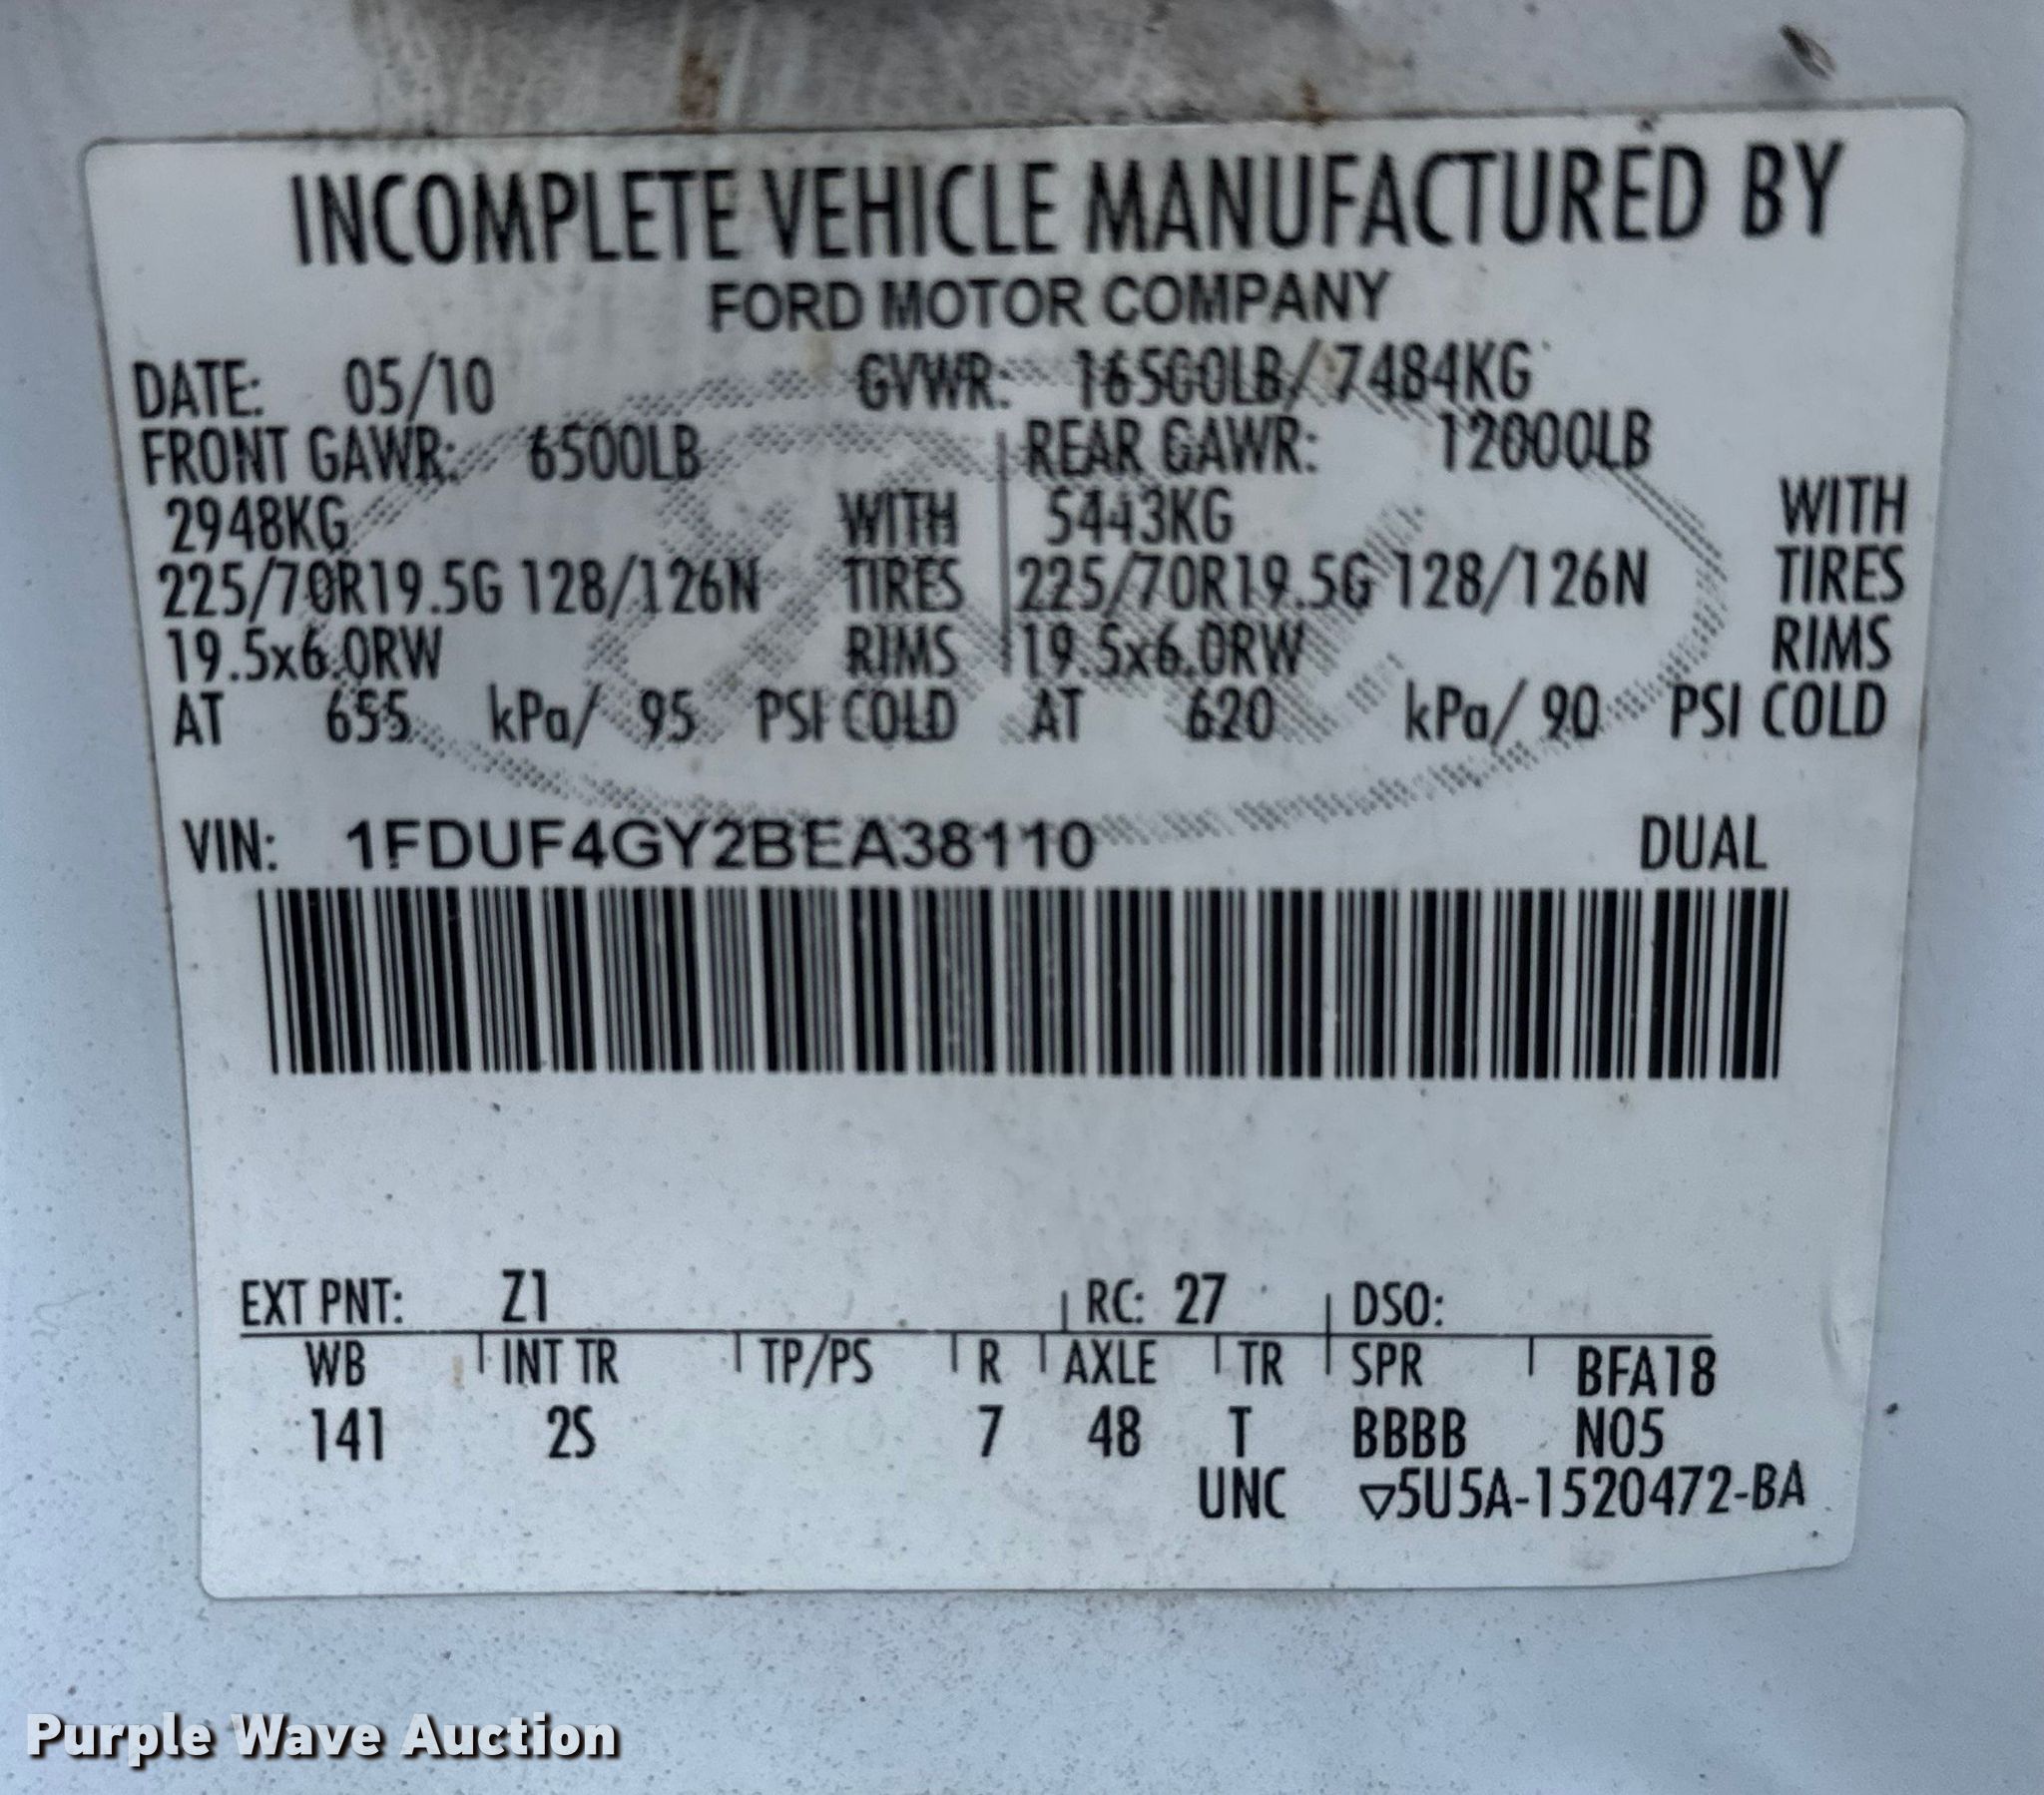 INCOMPLETE VEHICLE MANUFACTURED BY
FORD MOTOR COMPANY
DATE: 05/10 GVWR: 16500LB/ 7484KG
FRONT GAWR: 6500LB REAR GAWR: 12000LB
2948KG WITH 5443KG WITH
225/70R19.5G 128/126N TIRES 225/70R19.5G 128/126N TIRES
19.5x6.0RW RIMS 19.5x6.0RW RIMS
AT 655 kPa/ 95 PSI COLD AT 620 kPa/ 90 PSI COLD
VIN: 1FDUF4GY2BEA38110 DUAL
EXT PNT: Z1 RC: 27 DSO:
WB INT TR TP/PS R AXLE TR SPR BFA18
141 2S 7 48 T BBBB N05
UNC ▽5U5A-1520472-BA
Purple Wave Auction